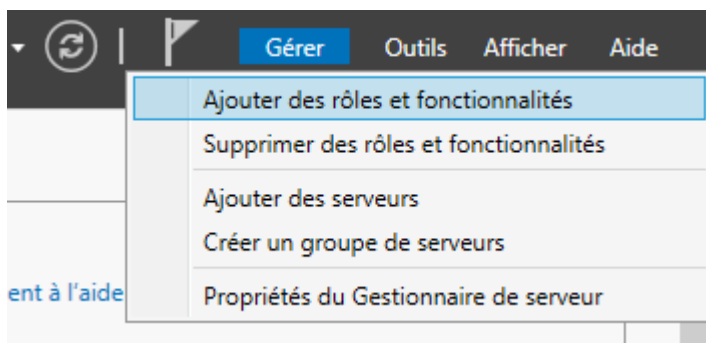 Gérer Outils Afficher Aide
Ajouter des rôles et fonctionnalités
Supprimer des rôles et fonctionnalités
Ajouter des serveurs
Créer un groupe de serveurs
ent à l'aide
Propriétés du Gestionnaire de serveur